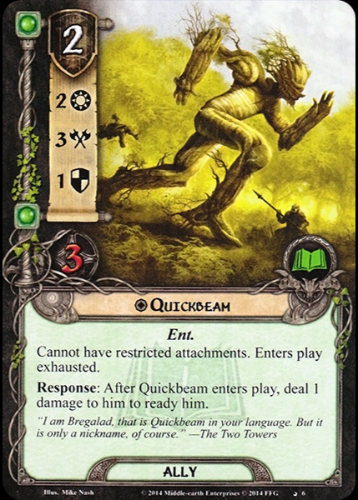 2
2
3
1
3
Quickbeam
Ent.
Cannot have restricted attachments. Enters play
exhausted.
Response: After Quickbeam enters play, deal 1
damage to him to ready him.
"I am Bregalad, that is Quickbeam in your language. But it
is only a nickname, of course." —The Two Towers
ALLY
Illus. Mike Nash © 2014 Middle-earth Enterprises © 2014 FFG 6